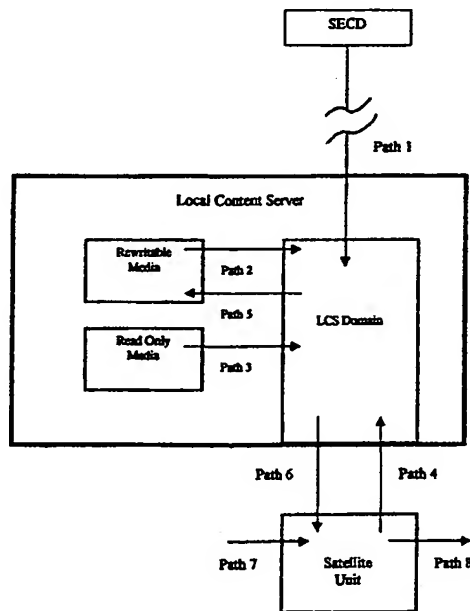 SECD
Path 1
Local Content Server
Rewritable
Media
Path 2
Path 5
LCS Domain
Read Only
Media
Path 3
Path 6
Path 4
Path 7
Satellite
Unit
Path 8